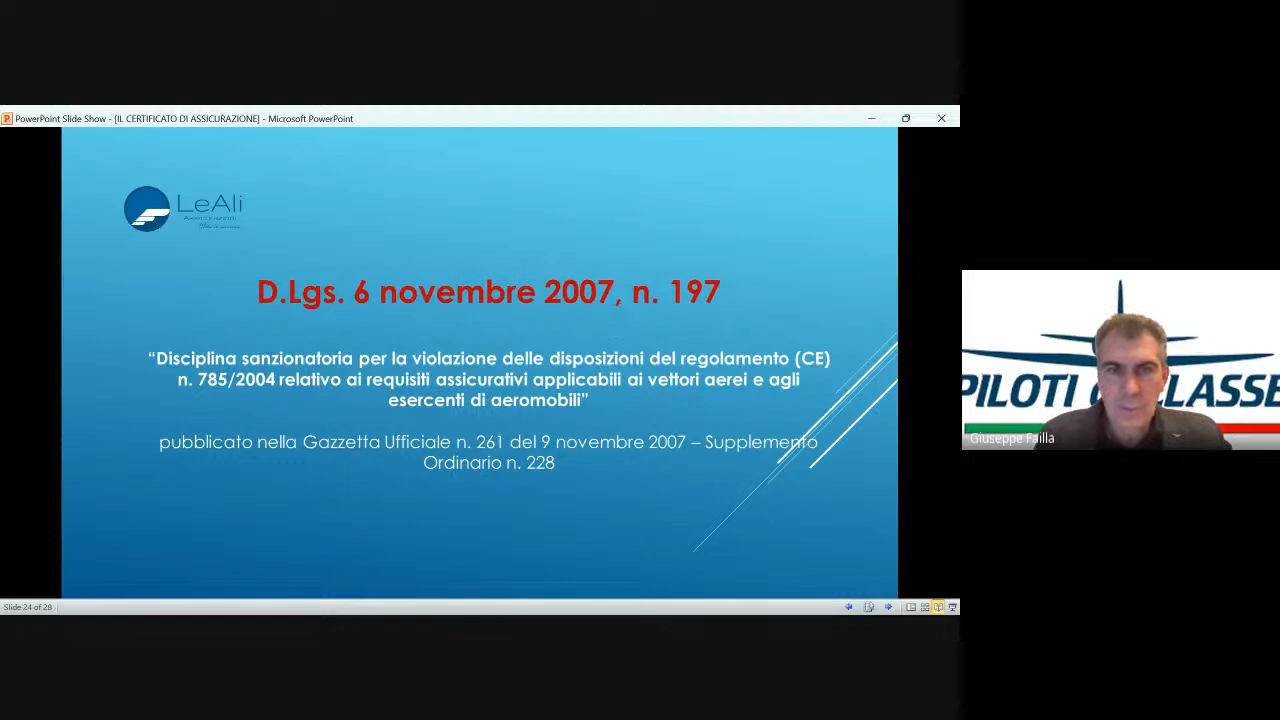 PowerPoint Slide Show - [IL CERTIFICATO DI ASSICURAZIONE] - Microsoft PowerPoint
LeAli
D.Lgs. 6 novembre 2007, n. 197
“Disciplina sanzionatoria per la violazione delle disposizioni del regolamento (CE)
n. 785/2004 relativo ai requisiti assicurativi applicabili ai vettori aerei e agli
esercenti di aeromobili”
pubblicato nella Gazzetta Ufficiale n. 261 del 9 novembre 2007 – Supplemento
Ordinario n. 228
PILOTI CLASSE
Giuseppe Failla
Slide 24 of 28